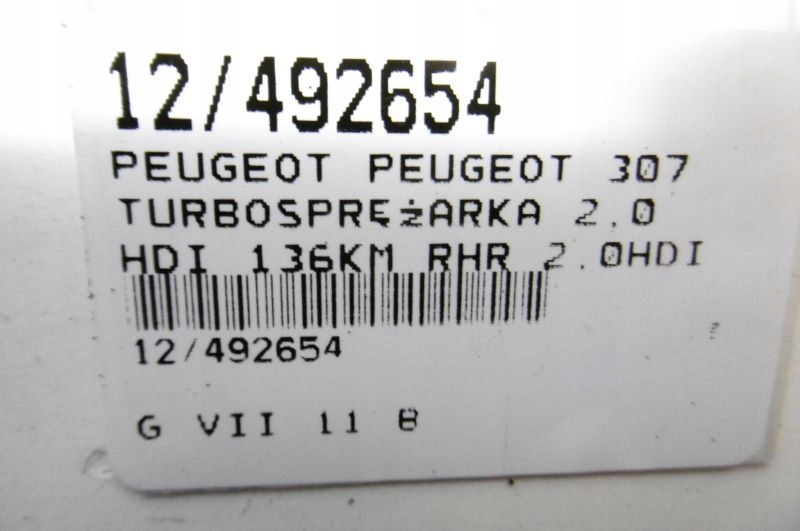 12/492654
PEUGEOT PEUGEOT 307
TURBOSPRĘŻARKA 2,0
HDI 136KM RHR 2.0HDI
12/492654
G VII 11 B